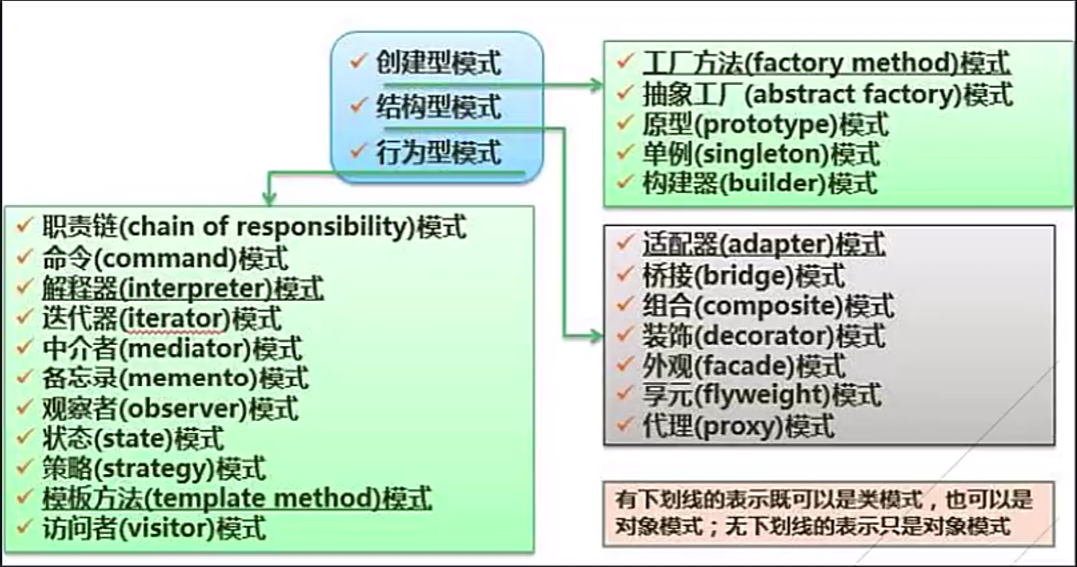 创建型模式
结构型模式
行为型模式
工厂方法(factory method)模式
抽象工厂(abstract factory)模式
原型(prototype)模式
单例(singleton)模式
构建器(builder)模式
职责链(chain of responsibility)模式
命令(command)模式
解释器(interpreter)模式
迭代器(iterator)模式
中介者(mediator)模式
备忘录(memento)模式
观察者(observer)模式
状态(state)模式
策略(strategy)模式
模板方法(template method)模式
访问者(visitor)模式
适配器(adapter)模式
桥接(bridge)模式
组合(composite)模式
装饰(decorator)模式
外观(facade)模式
享元(flyweight)模式
代理(proxy)模式
有下划线的表示既可以是类模式，也可以是
对象模式；无下划线的表示只是对象模式